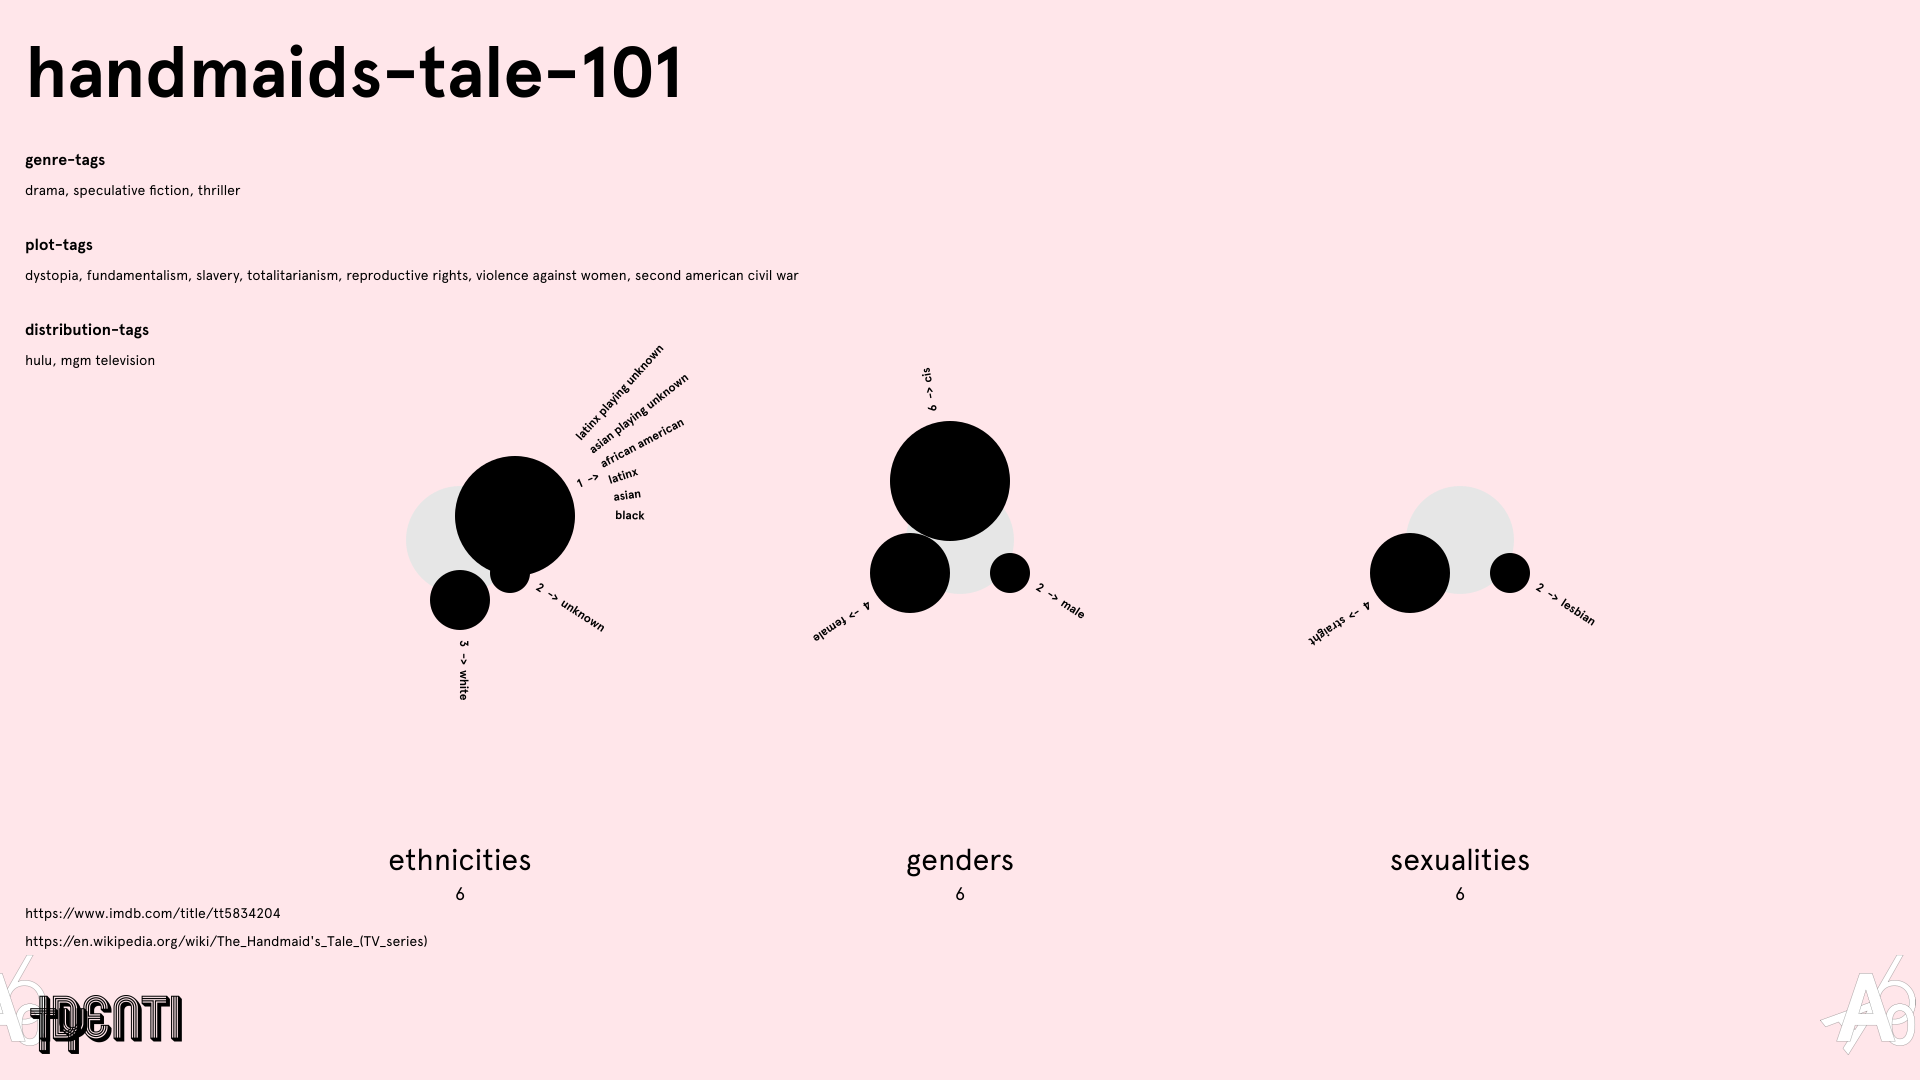 handmaids-tale-101
genre-tags
drama, speculative fiction, thriller
plot-tags
dystopia, fundamentalism, slavery, totalitarianism, reproductive rights, violence against women, second american civil war
distribution-tags
hulu, mgm television
latinx playing unknown
asian playing unknown
african american
1 -> latinx
asian
black
2 -> unknown
3 -> white
6 -> cis
4 -> female
2 -> male
4 -> straight
2 -> lesbian
ethnicities
6
genders
6
sexualities
6
https://www.imdb.com/title/tt5834204
https://en.wikipedia.org/wiki/The_Handmaid's_Tale_(TV_series)
IDENTI